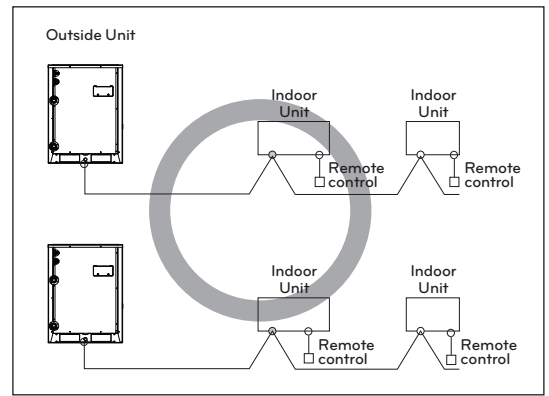 Outside Unit
Indoor
Unit
Indoor
Unit
Remote
control
Remote
control
Indoor
Unit
Indoor
Unit
Remote
control
Remote
control